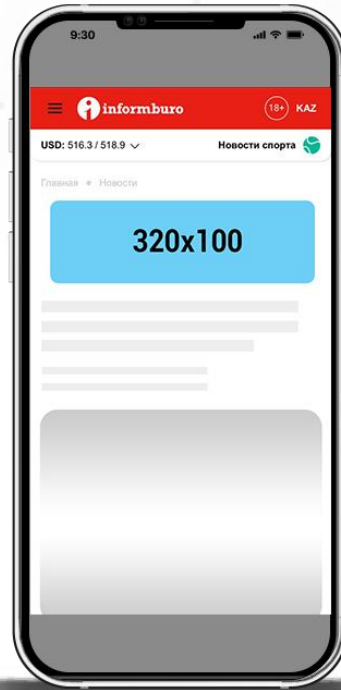 9:30
informburo 18+ KAZ
USD: 516.3 / 518.9 Новости спорта
Главная • Новости
320x100